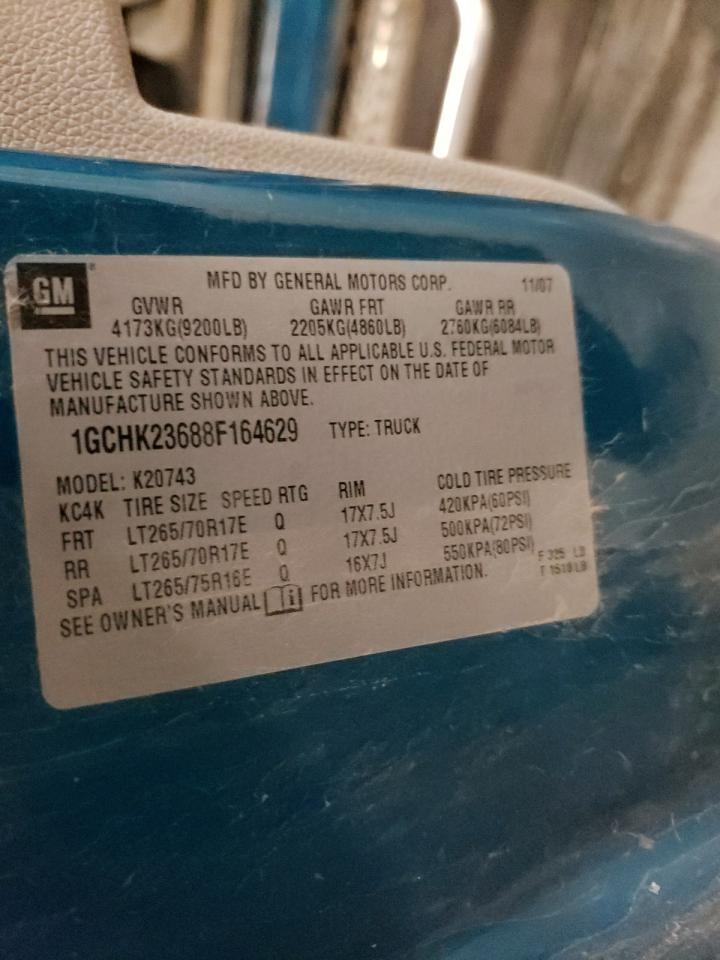 GM
MFD BY GENERAL MOTORS CORP. 11/07
GVWR GAWR FRT GAWR RR
4173KG(9200LB) 2205KG(4860LB) 2760KG(6084LB)
THIS VEHICLE CONFORMS TO ALL APPLICABLE U.S. FEDERAL MOTOR
VEHICLE SAFETY STANDARDS IN EFFECT ON THE DATE OF
MANUFACTURE SHOWN ABOVE.
1GCHK23688F164629 TYPE: TRUCK
MODEL: K20743
KC4K TIRE SIZE SPEED RTG RIM COLD TIRE PRESSURE
FRT LT265/70R17E Q 17X7.5J 420KPA(60PSI)
RR LT265/70R17E Q 17X7.5J 500KPA(72PSI)
SPA LT265/75R16E Q 16X7J 550KPA(80PSI)
SEE OWNER'S MANUAL FOR MORE INFORMATION.